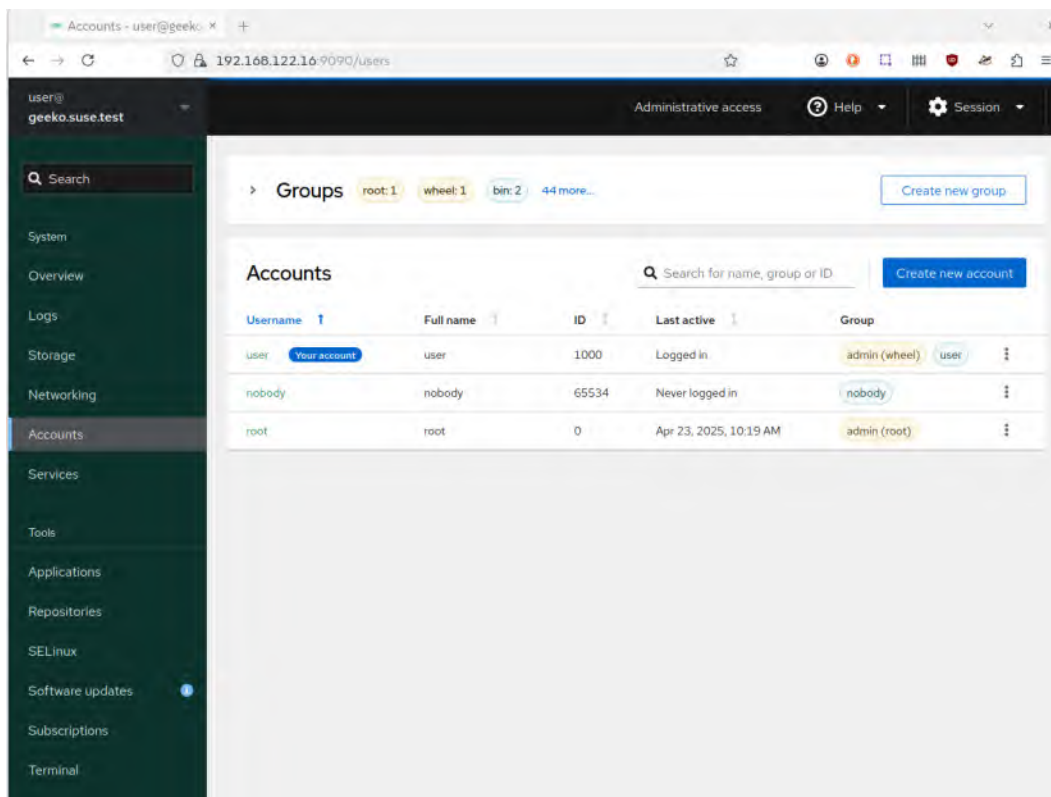 Accounts - user@geeko
192.168.122.16:9090/users
user@
geeko.suse.test
Administrative access
Help
Session
Search
System
Overview
Logs
Storage
Networking
Accounts
Services
Tools
Applications
Repositories
SELinux
Software updates
Subscriptions
Terminal
Groups root: 1 wheel: 1 bin: 2 44 more...
Create new group
Accounts
Search for name, group or ID
Create new account
Username Full name ID Last active Group
user Your account user 1000 Logged in admin (wheel) user
nobody nobody 65534 Never logged in nobody
root root 0 Apr 23, 2025, 10:19 AM admin (root)